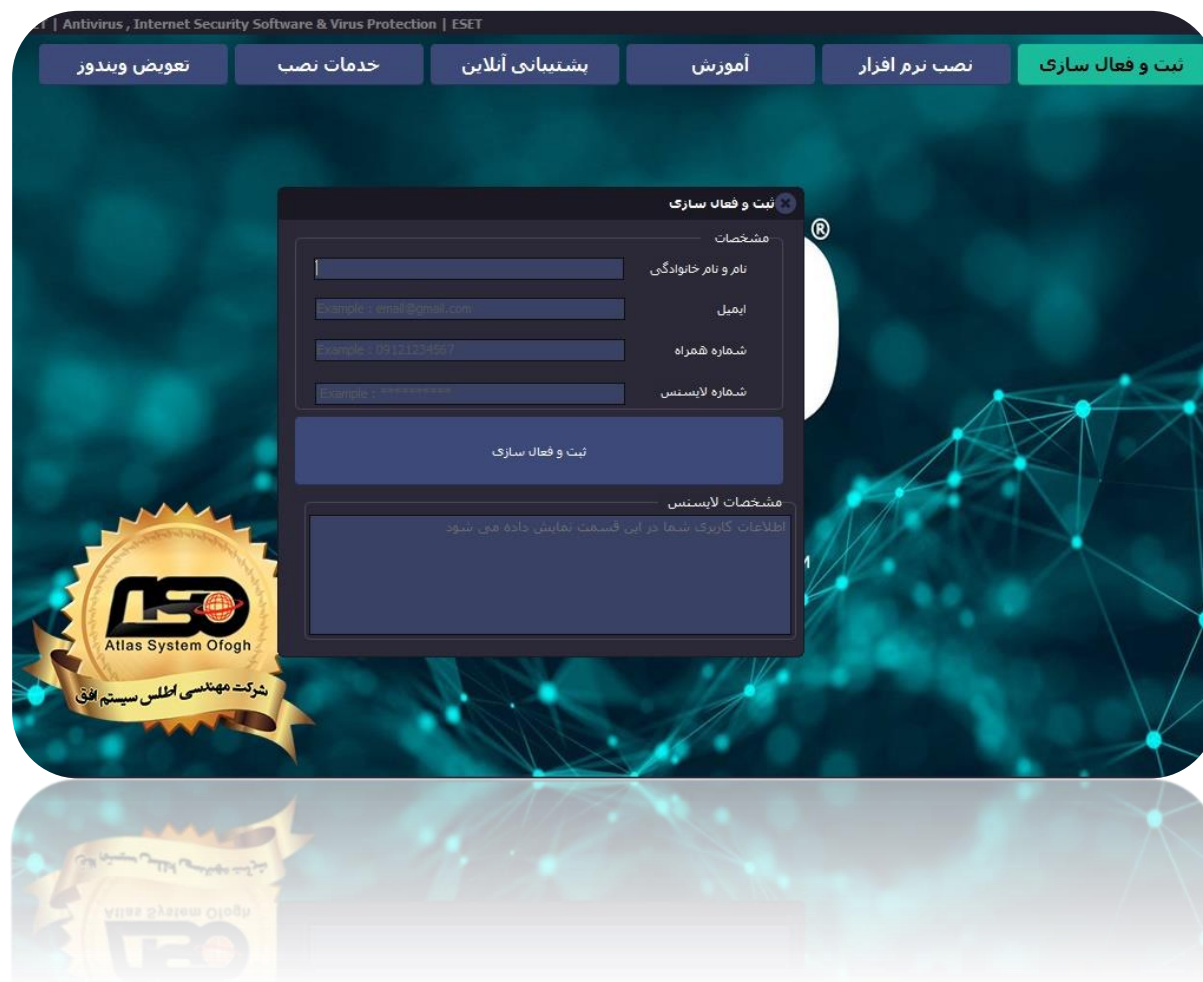 | Antivirus , Internet Security Software & Virus Protection | ESET
ثبت و فعال سازی
نصب نرم افزار
آموزش
پشتیبانی آنلاین
خدمات نصب
تعویض ویندوز
ثبت و فعال سازی
®
مشخصات
نام و نام خانوادگی
ایمیل
Example : email@gmail.com
شماره همراه
Example : 09121234567
شماره لایسنس
Example : **********
ثبت و فعال سازی
مشخصات لایسنس
اطلاعات کاربری شما در این قسمت نمایش داده می شود
ASO
Atlas System Ofogh
شرکت مهندسی اطلس سیستم افق